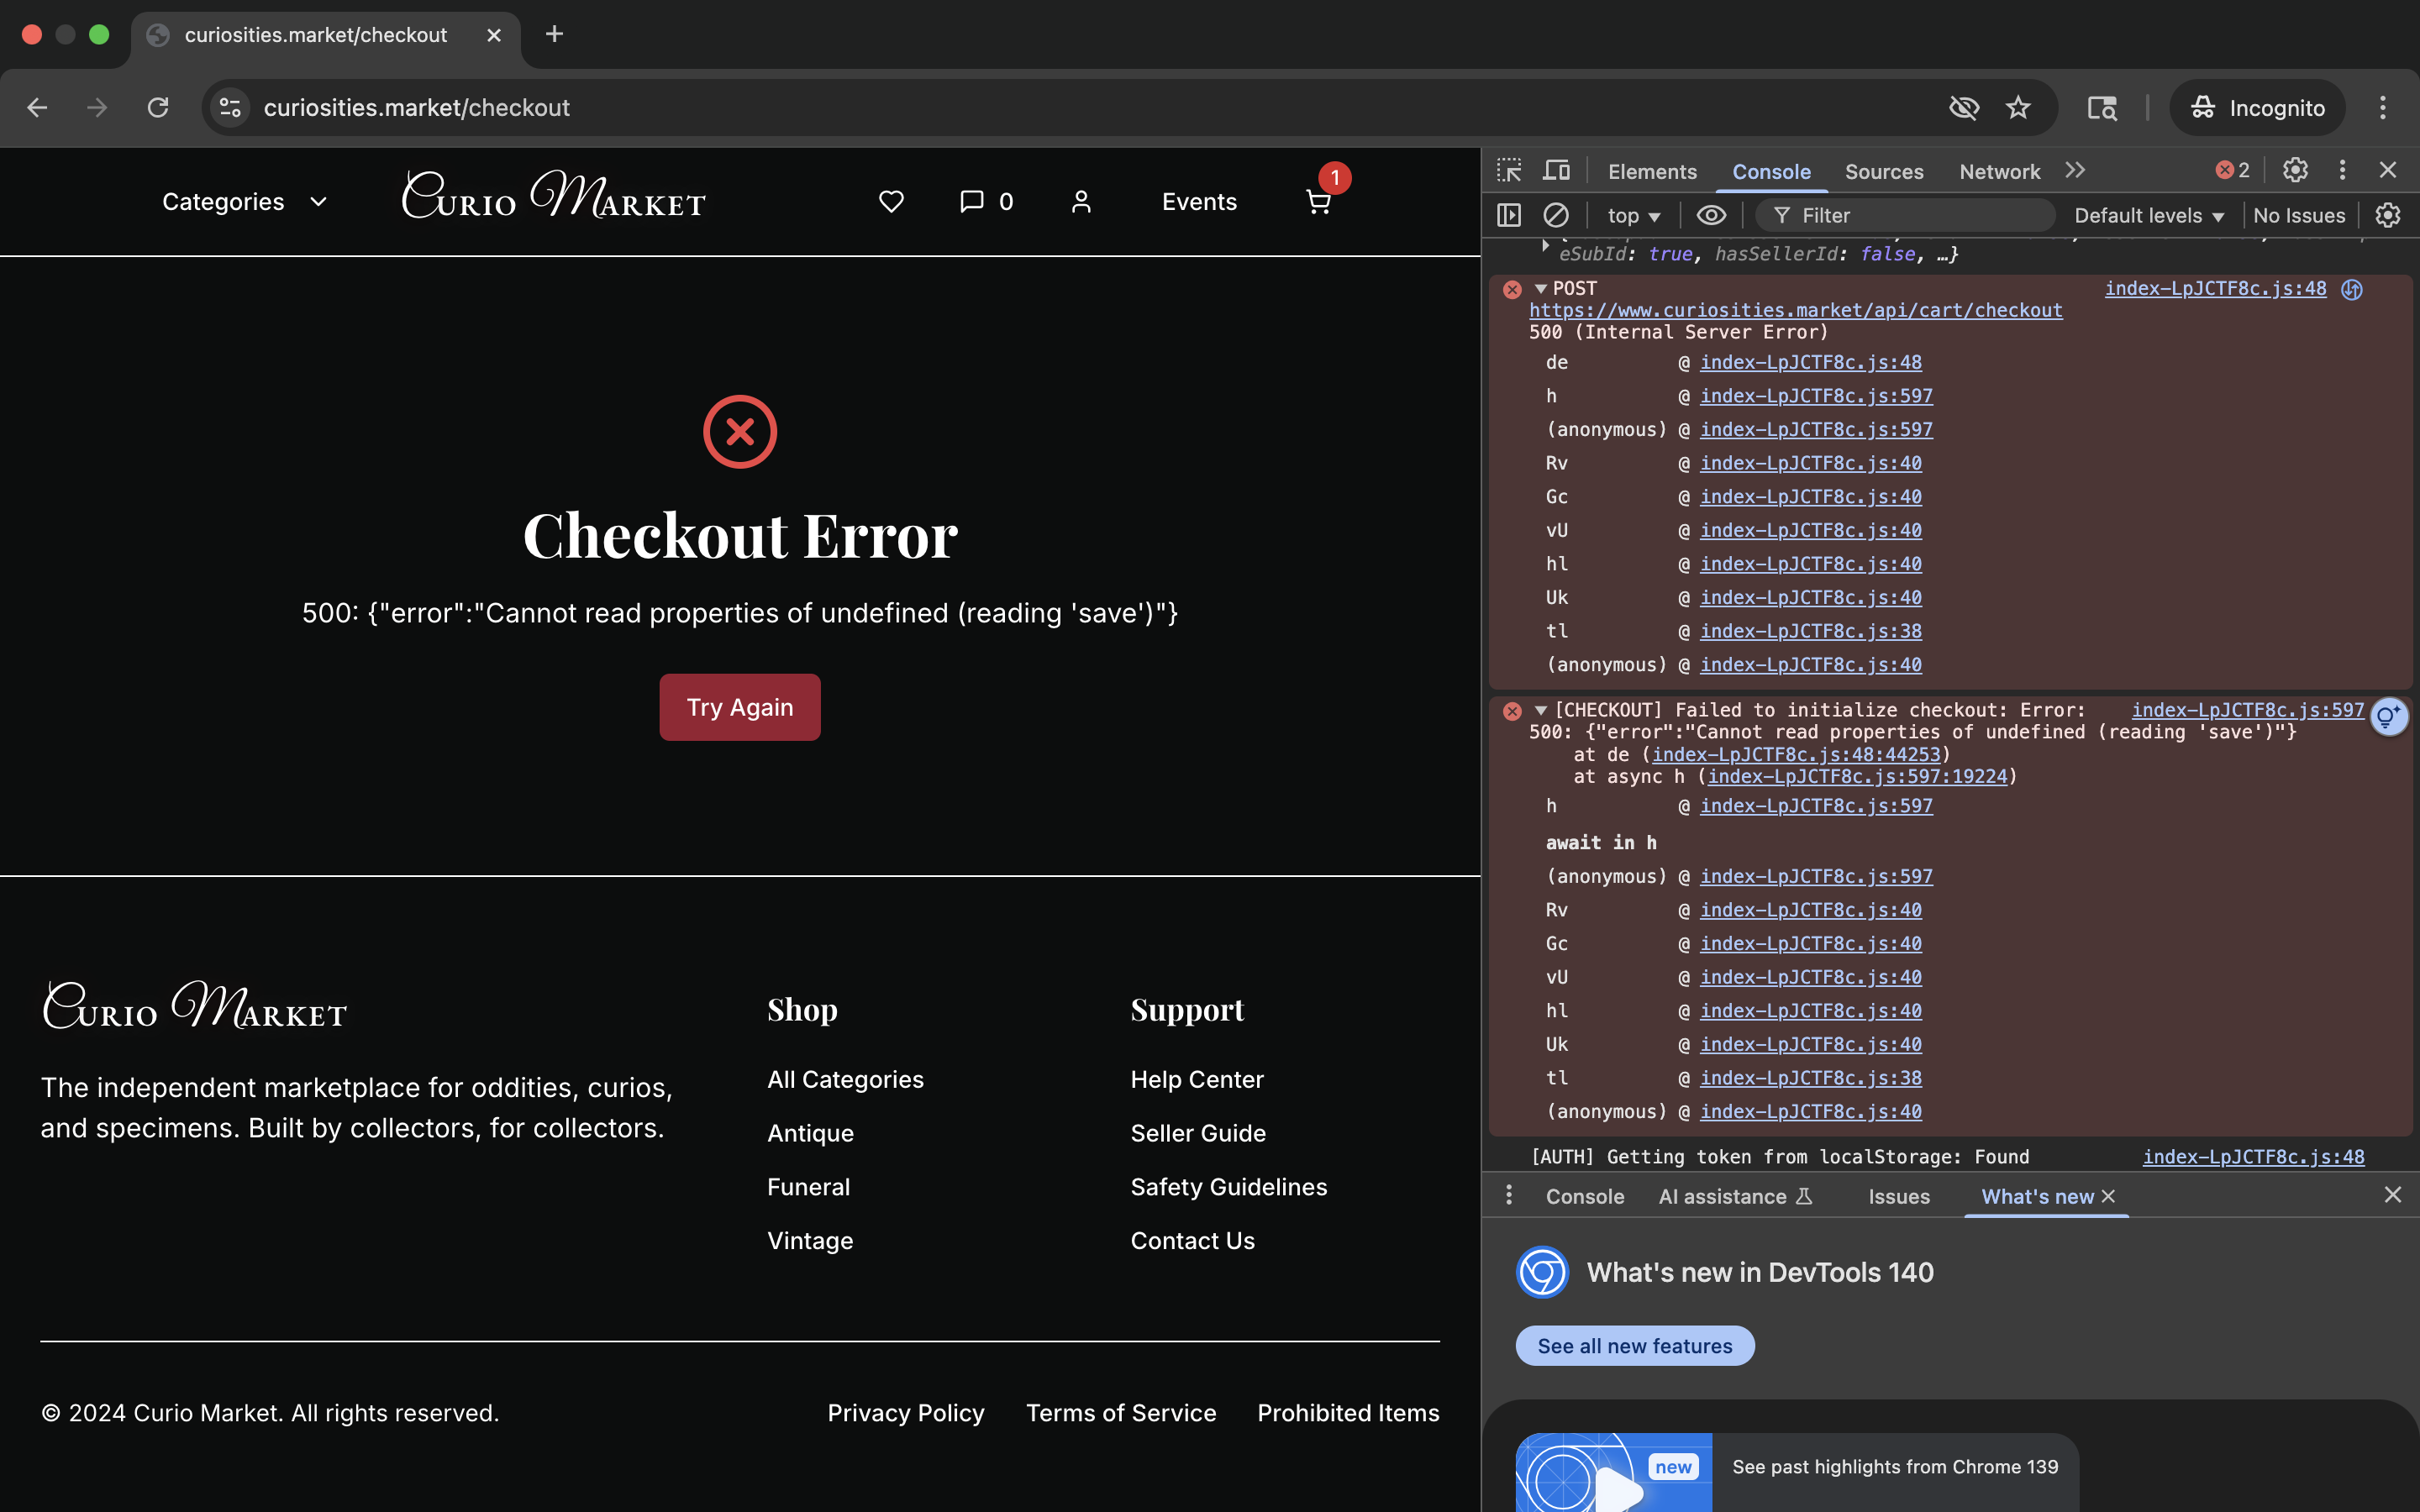 curiosities.market/checkout
curiosities.market/checkout
Incognito
Categories
Curio Market
0
Events
1
Checkout Error
500: {"error":"Cannot read properties of undefined (reading 'save')"}
Try Again
Curio Market
The independent marketplace for oddities, curios,
and specimens. Built by collectors, for collectors.
Shop
All Categories
Antique
Funeral
Vintage
Support
Help Center
Seller Guide
Safety Guidelines
Contact Us
© 2024 Curio Market. All rights reserved.
Privacy Policy
Terms of Service
Prohibited Items
Elements
Console
Sources
Network
2
top
Filter
Default levels
No Issues
eSubId: true, hasSellerId: false, …}
POST index-LpJCTF8c.js:48
https://www.curiosities.market/api/cart/checkout
500 (Internal Server Error)
de @ index-LpJCTF8c.js:48
h @ index-LpJCTF8c.js:597
(anonymous) @ index-LpJCTF8c.js:597
Rv @ index-LpJCTF8c.js:40
Gc @ index-LpJCTF8c.js:40
vU @ index-LpJCTF8c.js:40
hl @ index-LpJCTF8c.js:40
Uk @ index-LpJCTF8c.js:40
tl @ index-LpJCTF8c.js:38
(anonymous) @ index-LpJCTF8c.js:40
[CHECKOUT] Failed to initialize checkout: Error: index-LpJCTF8c.js:597
500: {"error":"Cannot read properties of undefined (reading 'save')"}
at de (index-LpJCTF8c.js:48:44253)
at async h (index-LpJCTF8c.js:597:19224)
h @ index-LpJCTF8c.js:597
await in h
(anonymous) @ index-LpJCTF8c.js:597
Rv @ index-LpJCTF8c.js:40
Gc @ index-LpJCTF8c.js:40
vU @ index-LpJCTF8c.js:40
hl @ index-LpJCTF8c.js:40
Uk @ index-LpJCTF8c.js:40
tl @ index-LpJCTF8c.js:38
(anonymous) @ index-LpJCTF8c.js:40
[AUTH] Getting token from localStorage: Found index-LpJCTF8c.js:48
Console
AI assistance
Issues
What's new
What's new in DevTools 140
See all new features
new
See past highlights from Chrome 139